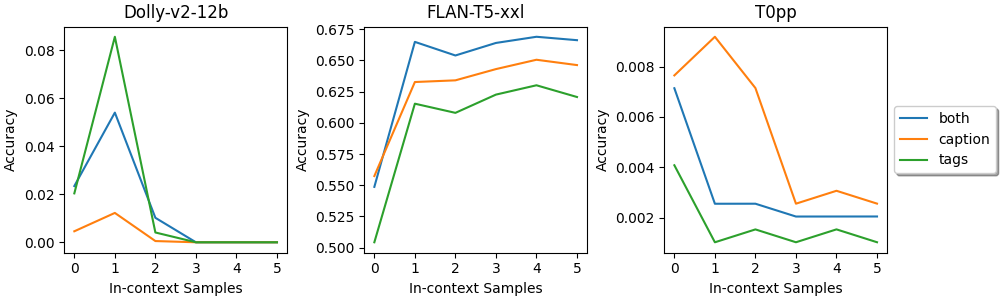 Dolly-v2-12b
FLAN-T5-xxl
T0pp
Accuracy
0.08
0.06
0.04
0.02
0.00
0 1 2 3 4 5
In-context Samples
Accuracy
0.675
0.650
0.625
0.600
0.575
0.550
0.525
0.500
0 1 2 3 4 5
In-context Samples
Accuracy
0.008
0.006
0.004
0.002
0 1 2 3 4 5
In-context Samples
both
caption
tags